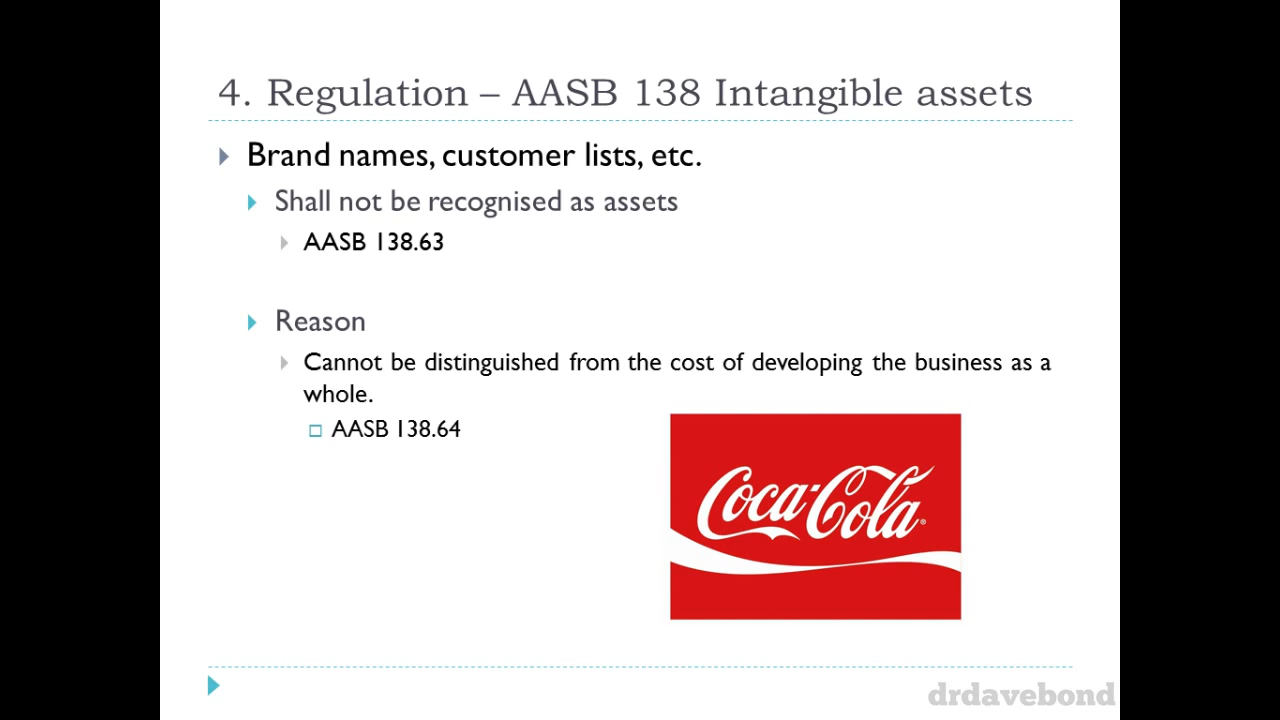 4. Regulation – AASB 138 Intangible assets
Brand names, customer lists, etc.
Shall not be recognised as assets
AASB 138.63
Reason
Cannot be distinguished from the cost of developing the business as a
whole.
AASB 138.64
Coca-Cola®
drdavebond